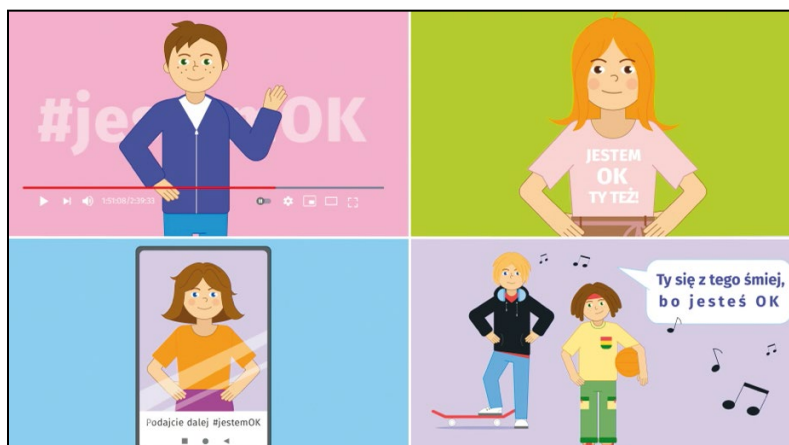 #jestemOK
1:51:08/2:39:33
JESTEM
OK
TY TEŻ!
Podajcie dalej #jestemOK
Ty się z tego śmiej,
bo jesteś OK